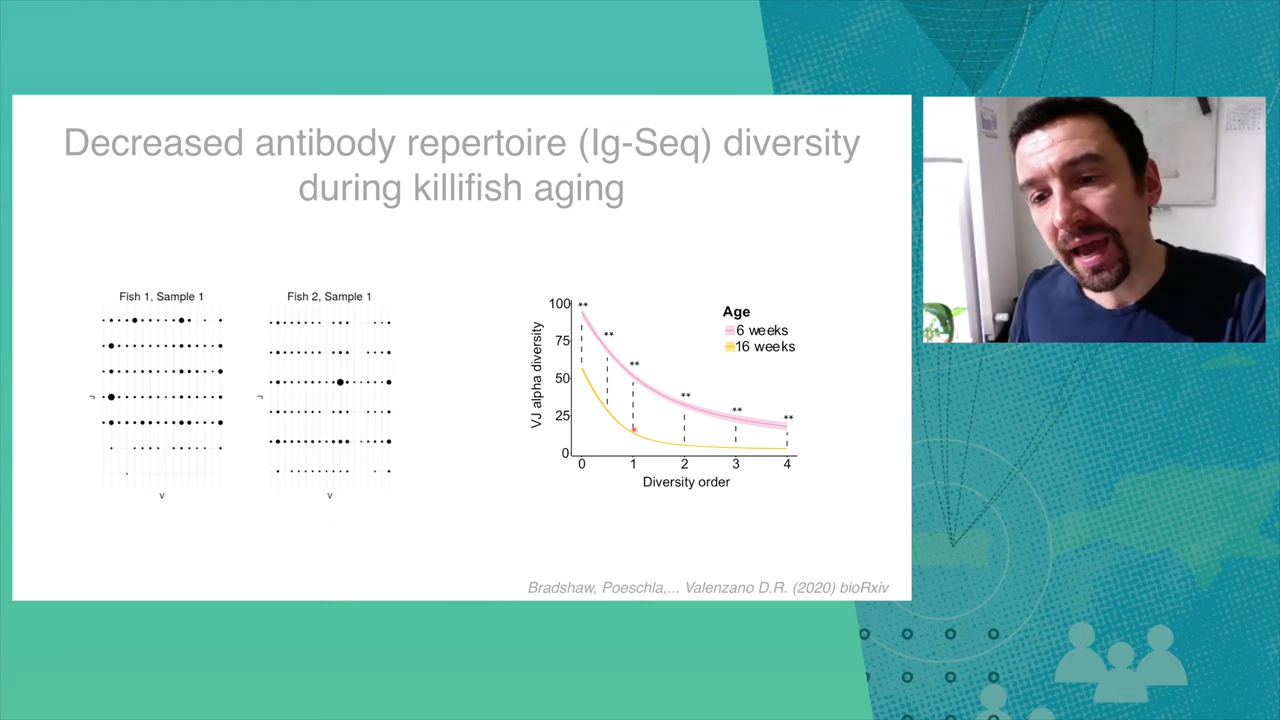 Decreased antibody repertoire (Ig-Seq) diversity
during killifish aging
Fish 1, Sample 1
J
V
Fish 2, Sample 1
J
V
VJ alpha diversity
100
75
50
25
0
**
**
**
**
**
**
Age
6 weeks
16 weeks
0 1 2 3 4
Diversity order
Bradshaw, Poeschla,... Valenzano D.R. (2020) bioRxiv